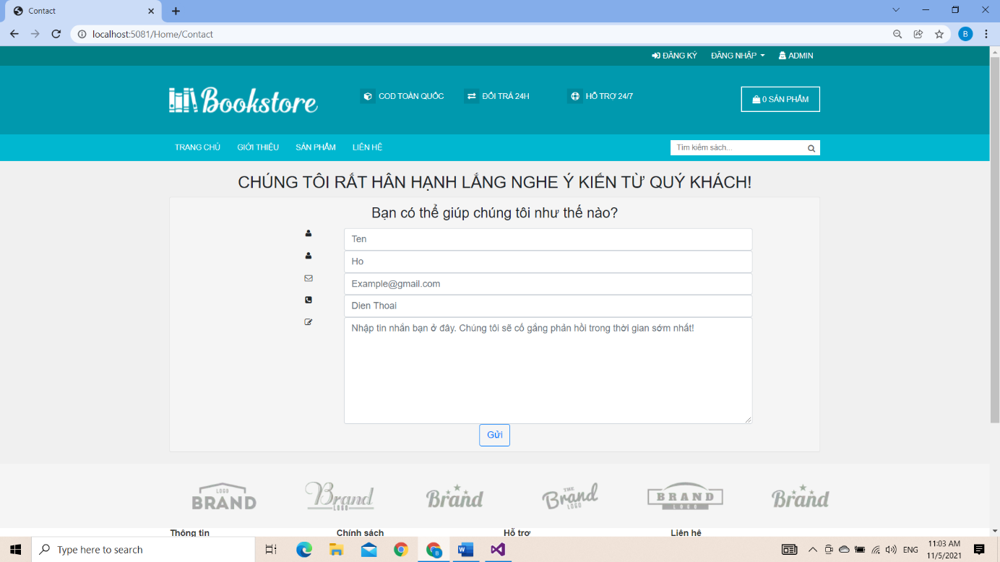 Contact
localhost:5081/Home/Contact
B
ĐĂNG KÝ ĐĂNG NHẬP ADMIN
Bookstore
COD TOÀN QUỐC ĐỔI TRẢ 24H HỖ TRỢ 24/7
0 SẢN PHẨM
TRANG CHỦ GIỚI THIỆU SẢN PHẨM LIÊN HỆ
Tìm kiếm sách...
CHÚNG TÔI RẤT HÂN HẠNH LẮNG NGHE Ý KIẾN TỪ QUÝ KHÁCH!
Bạn có thể giúp chúng tôi như thế nào?
Ten
Ho
Example@gmail.com
Dien Thoai
Nhập tin nhắn bạn ở đây. Chúng tôi sẽ cố gắng phản hồi trong thời gian sớm nhất!
Gửi
LOGO BRAND
Brand LOGO
Brand
THE Brand LOGO
BRAND LOGO
Brand
Thông tin Chính sách Hỗ trợ Liên hệ
Type here to search
ENG
11:03 AM
11/5/2021